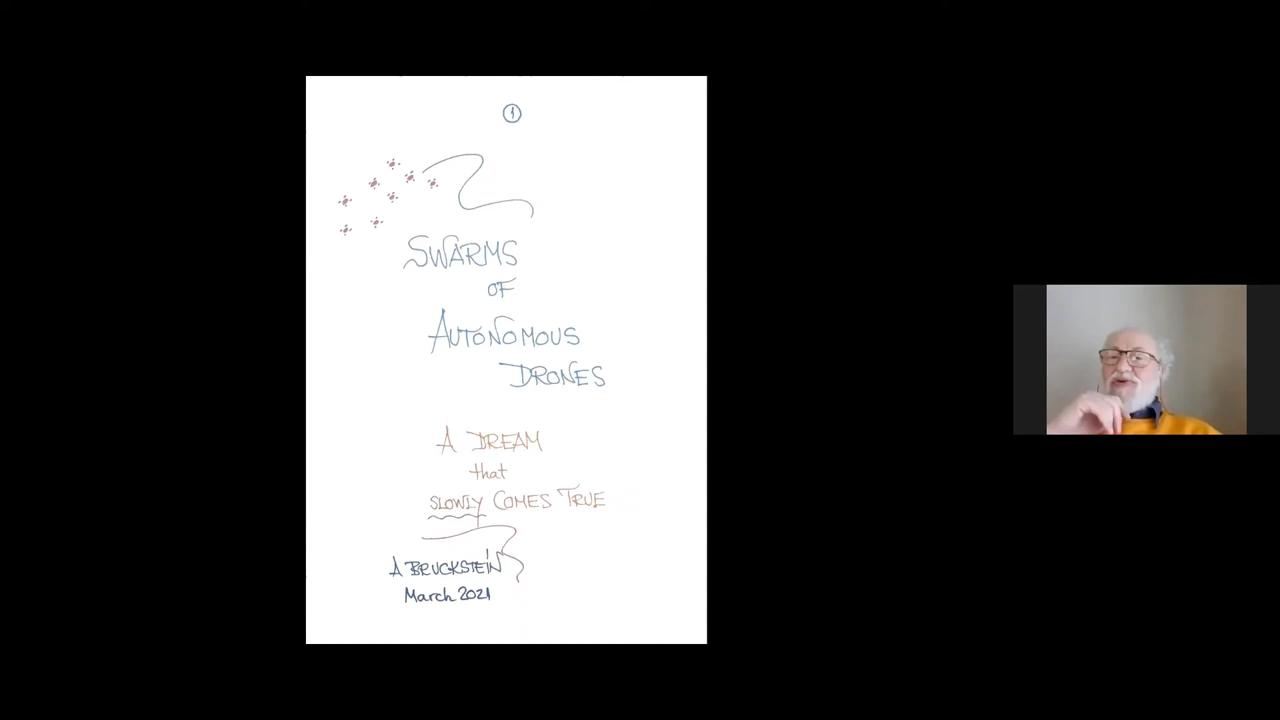 1
SWARMS
OF
AUTONOMOUS
DRONES
A DREAM
that
SLOWLY COMES TRUE
A BRUCKSTEIN
March 2021